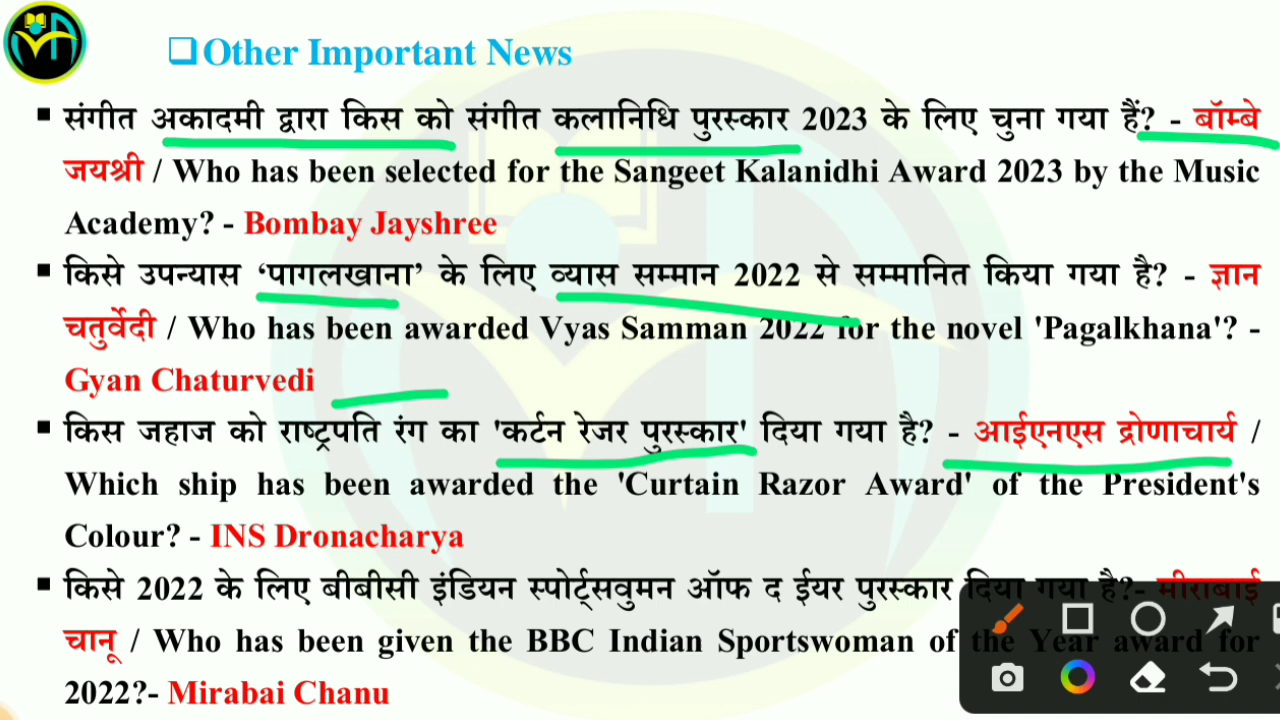 Other Important News
संगीत अकादमी द्वारा किस को संगीत कलानिधि पुरस्कार 2023 के लिए चुना गया हैं? - बॉम्बे
जयश्री / Who has been selected for the Sangeet Kalanidhi Award 2023 by the Music
Academy? - Bombay Jayshree
किसे उपन्यास ‘पागलखाना’ के लिए व्यास सम्मान 2022 से सम्मानित किया गया है? - ज्ञान
चतुर्वेदी / Who has been awarded Vyas Samman 2022 for the novel 'Pagalkhana'? -
Gyan Chaturvedi
किस जहाज को राष्ट्रपति रंग का 'कर्टन रेजर पुरस्कार' दिया गया है? - आईएनएस द्रोणाचार्य /
Which ship has been awarded the 'Curtain Razor Award' of the President's
Colour? - INS Dronacharya
किसे 2022 के लिए बीबीसी इंडियन स्पोर्ट्सवुमन ऑफ द ईयर पुरस्कार दिया गया है?- मीराबाई
चानू / Who has been given the BBC Indian Sportswoman of the Year award for
2022?- Mirabai Chanu